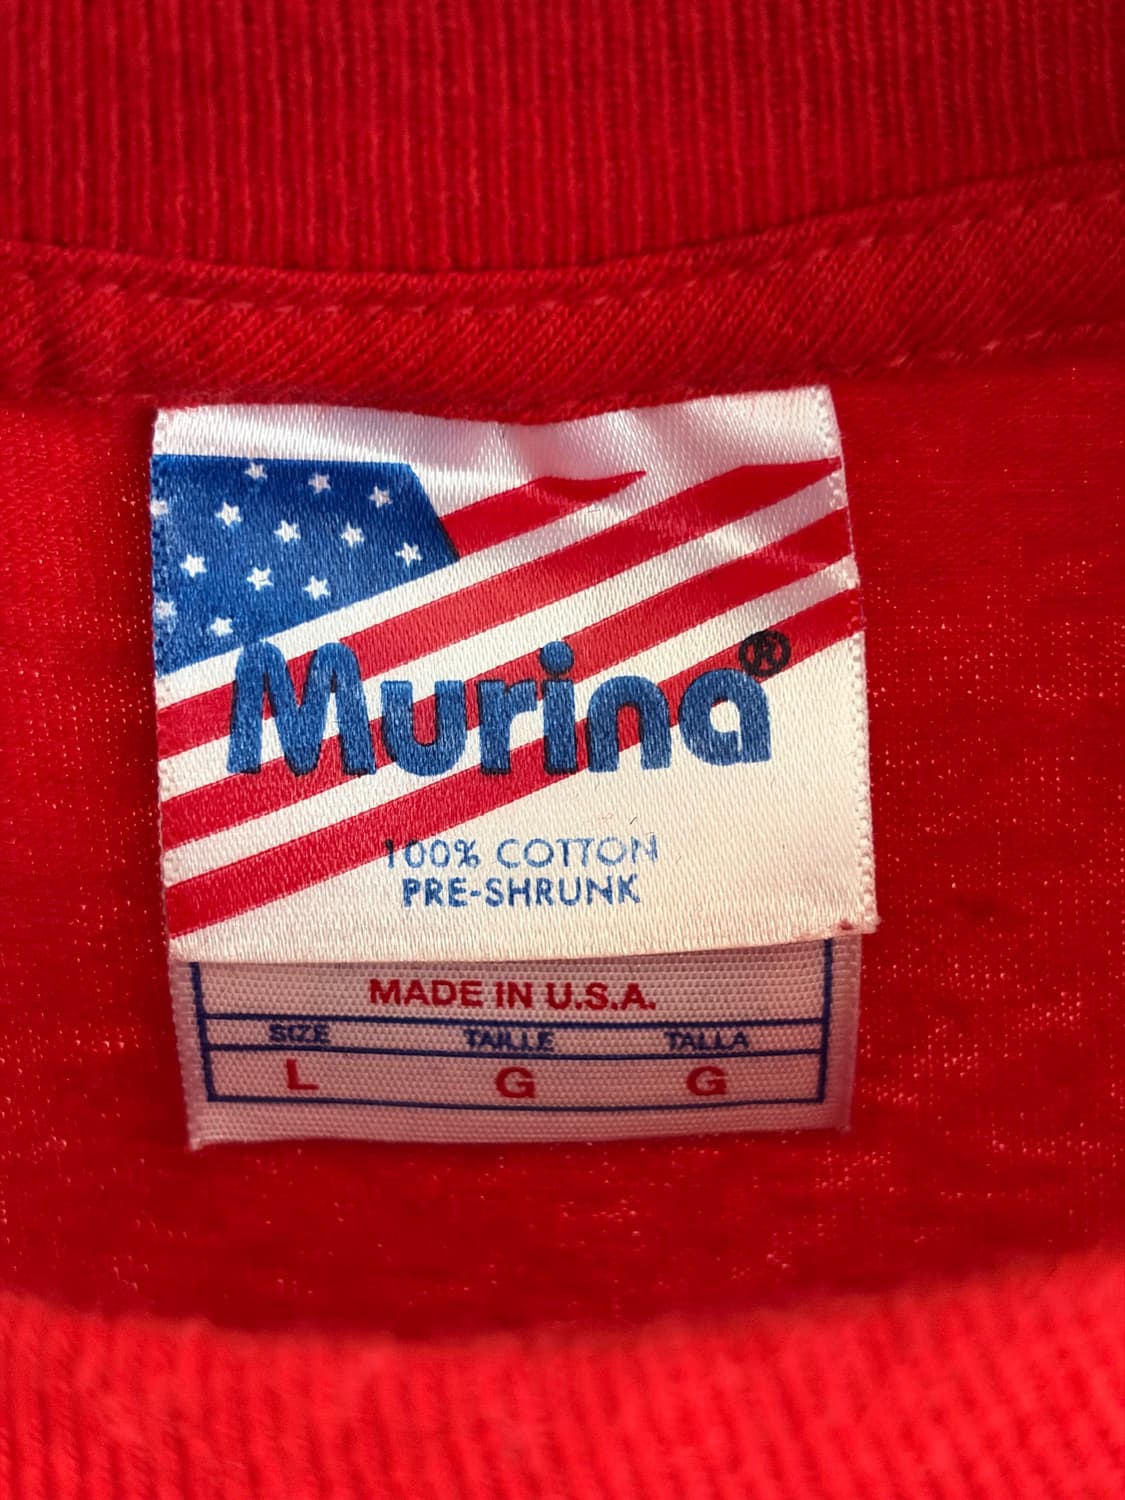 Murina®
100% COTTON
PRE-SHRUNK
MADE IN U.S.A.
SIZE TAILLE TALLA
L G G